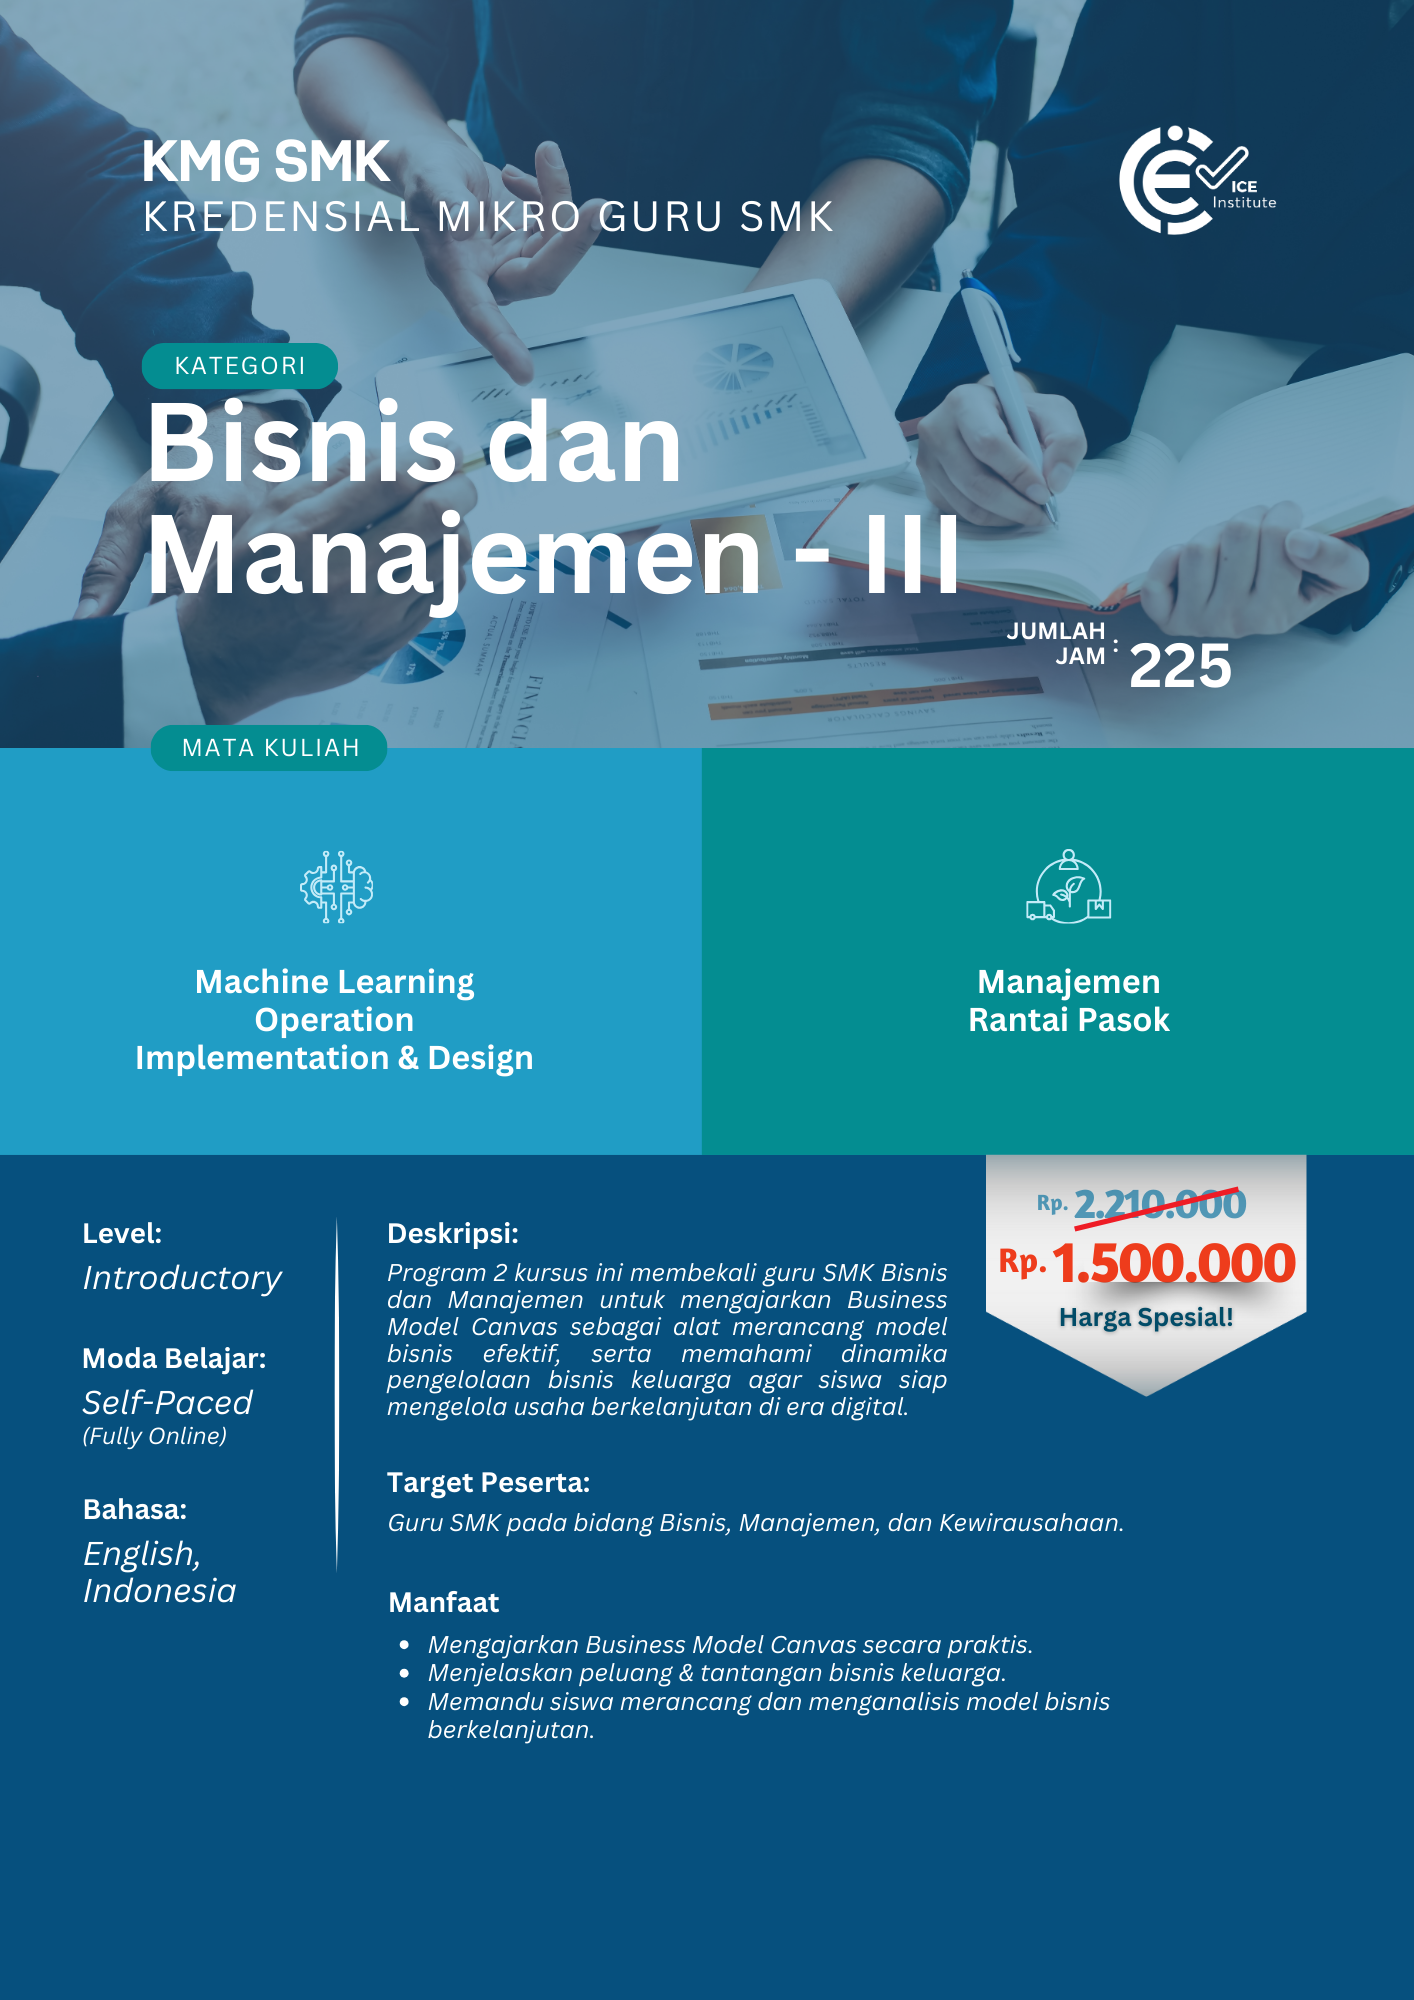 KMG SMK
KREDENSIAL MIKRO GURU SMK
ICE
Institute
KATEGORI
Bisnis dan
Manajemen - III
JUMLAH
JAM : 225
MATA KULIAH
Machine Learning
Operation
Implementation & Design
Manajemen
Rantai Pasok
Rp. 2.210.000
Rp. 1.500.000
Harga Spesial!
Level:
Introductory
Moda Belajar:
Self-Paced
(Fully Online)
Bahasa:
English,
Indonesia
Deskripsi:
Program 2 kursus ini membekali guru SMK Bisnis
dan Manajemen untuk mengajarkan Business
Model Canvas sebagai alat merancang model
bisnis efektif, serta memahami dinamika
pengelolaan bisnis keluarga agar siswa siap
mengelola usaha berkelanjutan di era digital.
Target Peserta:
Guru SMK pada bidang Bisnis, Manajemen, dan Kewirausahaan.
Manfaat
• Mengajarkan Business Model Canvas secara praktis.
• Menjelaskan peluang & tantangan bisnis keluarga.
• Memandu siswa merancang dan menganalisis model bisnis
berkelanjutan.